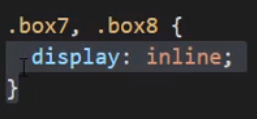 .box7, .box8 {
  display: inline;
}